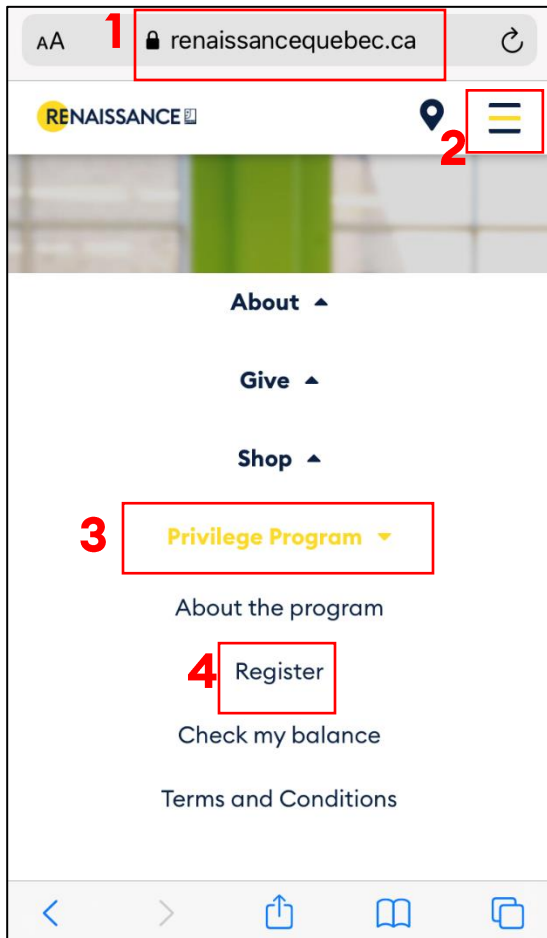 AA 1 renaissancequebec.ca
RENAISSANCE
2
About
Give
Shop
3 Privilege Program
About the program
4 Register
Check my balance
Terms and Conditions